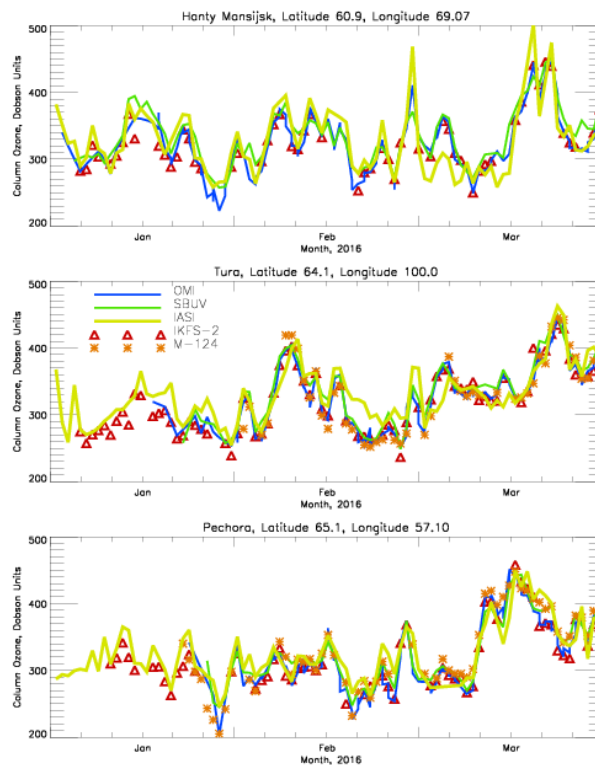 Hanty Mansijsk, Latitude 60.9, Longitude 69.07
Column Ozone, Dobson Units
500
400
300
200
Jan
Feb
Mar
Month, 2016
Tura, Latitude 64.1, Longitude 100.0
Column Ozone, Dobson Units
500
400
300
200
OMI
SBUV
IASI
IKFS-2
M-124
Jan
Feb
Mar
Month, 2016
Pechora, Latitude 65.1, Longitude 57.10
Column Ozone, Dobson Units
500
400
300
200
Jan
Feb
Mar
Month, 2016